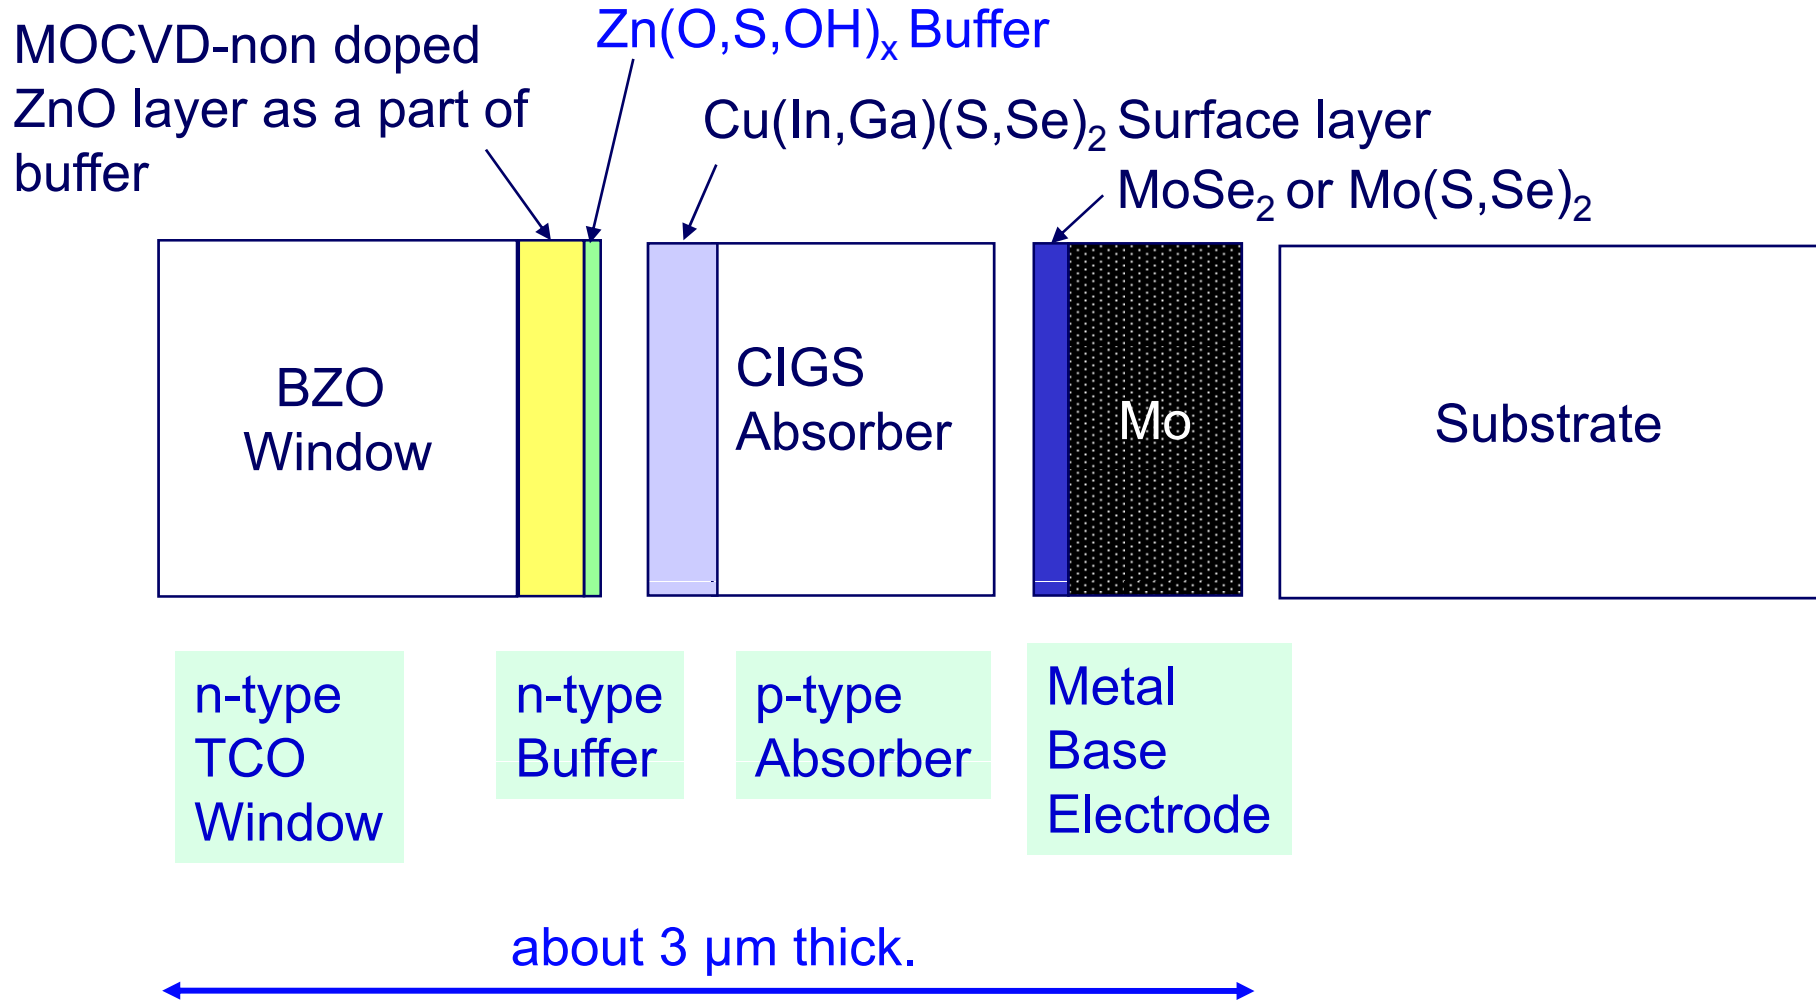 MOCVD-non doped
ZnO layer as a part of
buffer
Zn(O,S,OH)ₓ Buffer
Cu(In,Ga)(S,Se)₂ Surface layer
MoSe₂ or Mo(S,Se)₂
BZO
Window
CIGS
Absorber
Mo
Substrate
n-type
TCO
Window
n-type
Buffer
p-type
Absorber
Metal
Base
Electrode
about 3 μm thick.